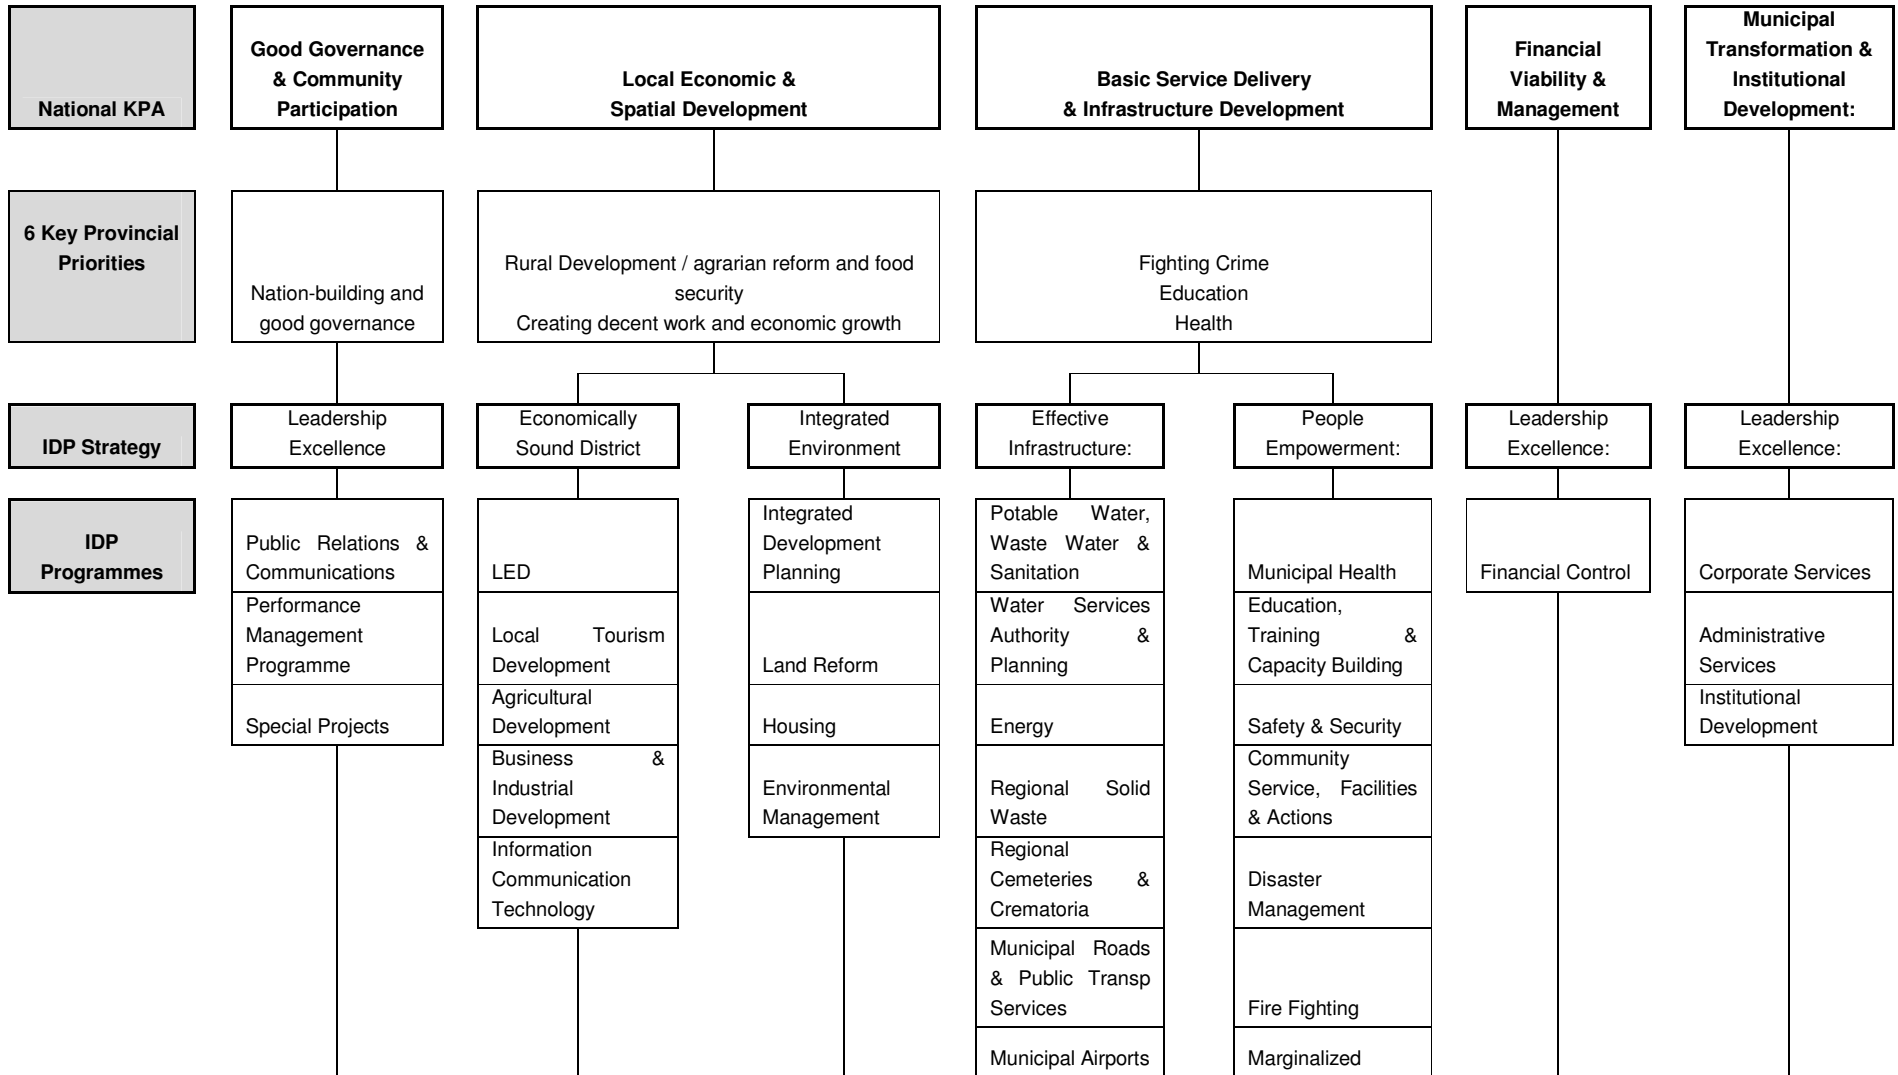 National KPA
Good Governance
& Community
Participation
Local Economic &
Spatial Development
Basic Service Delivery
& Infrastructure Development
Financial
Viability &
Management
Municipal
Transformation &
Institutional
Development:
6 Key Provincial
Priorities
Nation-building and
good governance
Rural Development / agrarian reform and food
security
Creating decent work and economic growth
Fighting Crime
Education
Health
IDP Strategy
Leadership
Excellence
Economically
Sound District
Integrated
Environment
Effective
Infrastructure:
People
Empowerment:
Leadership
Excellence:
Leadership
Excellence:
IDP
Programmes
Public Relations &
Communications
LED
Integrated
Development
Planning
Potable Water,
Waste Water &
Sanitation
Municipal Health
Financial Control
Corporate Services
Performance
Management
Programme
Local Tourism
Development
Land Reform
Water Services
Authority &
Planning
Education,
Training &
Capacity Building
Administrative
Services
Special Projects
Agricultural
Development
Housing
Energy
Safety & Security
Institutional
Development
Business &
Industrial
Development
Environmental
Management
Regional Solid
Waste
Community
Service, Facilities
& Actions
Information
Communication
Technology
Regional
Cemeteries &
Crematoria
Disaster
Management
Municipal Roads
& Public Transp
Services
Fire Fighting
Municipal Airports
Marginalized